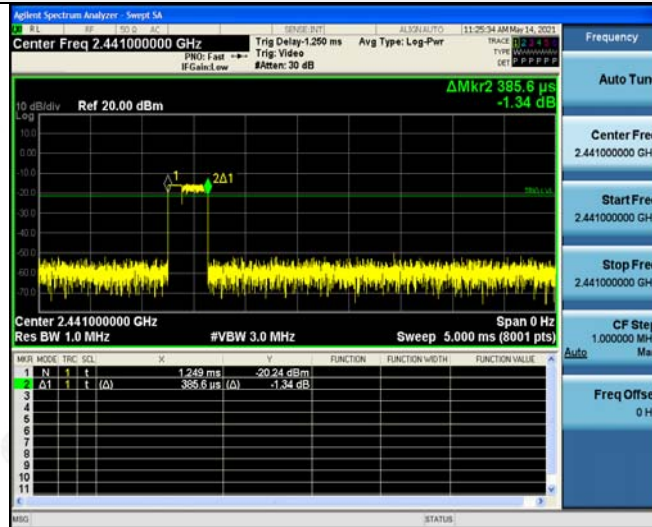 Agilent Spectrum Analyzer - Swept SA
RL RF 50 Ω AC SENSE:INT ALIGN AUTO 11:25:34 AM May 14, 2021
Center Freq 2.441000000 GHz
PNO: Fast
IFGain:Low
Trig Delay-1.250 ms
Trig: Video
#Atten: 30 dB
Avg Type: Log-Pwr
TRACE 1 2 3 4 5 6
TYPE
DET P P P P P P
ΔMkr2 385.6 µs
-1.34 dB
10 dB/div Ref 20.00 dBm
Log
10.0
0.00
-10.0
-20.0
-30.0
-40.0
-50.0
-60.0
-70.0
1
2Δ1
Center 2.441000000 GHz Span 0 Hz
Res BW 1.0 MHz #VBW 3.0 MHz Sweep 5.000 ms (8001 pts)
MKR MODE TRC SCL X Y FUNCTION FUNCTION WIDTH FUNCTION VALUE
1 N 1 t 1.249 ms -20.24 dBm
2 Δ1 1 t (Δ) 385.6 µs (Δ) -1.34 dB
3
4
5
6
7
8
9
10
11
MSG STATUS
Frequency
Auto Tun
Center Fre
2.441000000 GH
Start Fre
2.441000000 GH
Stop Fre
2.441000000 GH
CF Ste
1.000000 MH
Auto Ma
Freq Offse
0 H